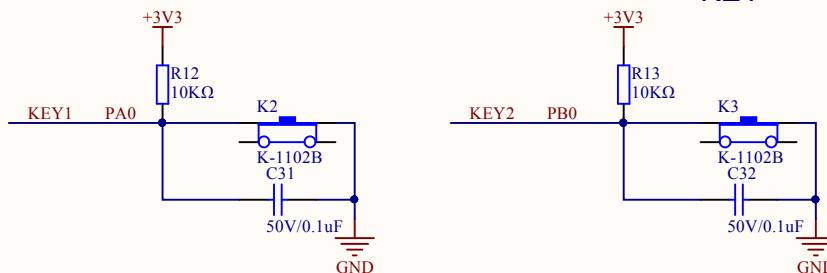 +3V3
R12
10KΩ
KEY1
PA0
K2
K-1102B
C31
50V/0.1uF
GND
+3V3
R13
10KΩ
KEY2
PB0
K3
K-1102B
C32
50V/0.1uF